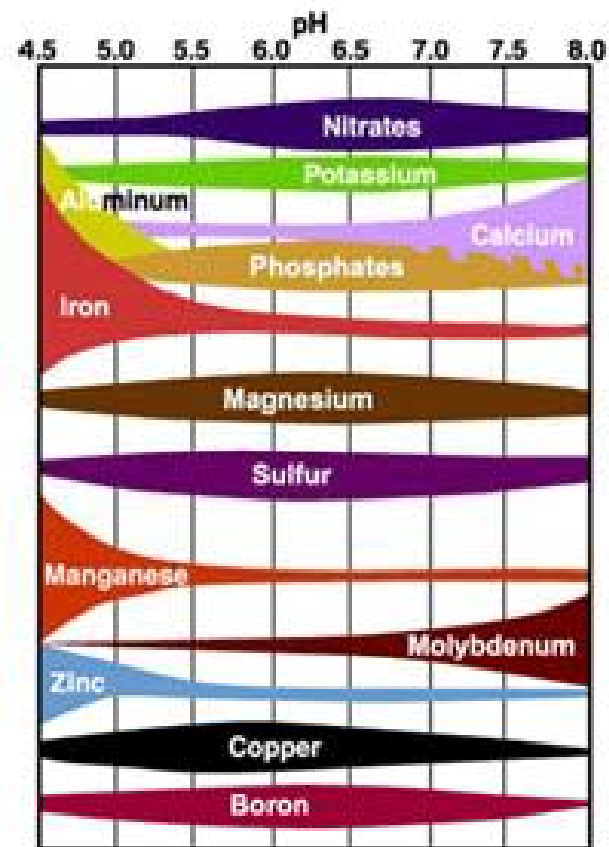 pH
4.5 5.0 5.5 6.0 6.5 7.0 7.5 8.0
Nitrates
Potassium
Aluminum
Calcium
Phosphates
Iron
Magnesium
Sulfur
Manganese
Molybdenum
Zinc
Copper
Boron